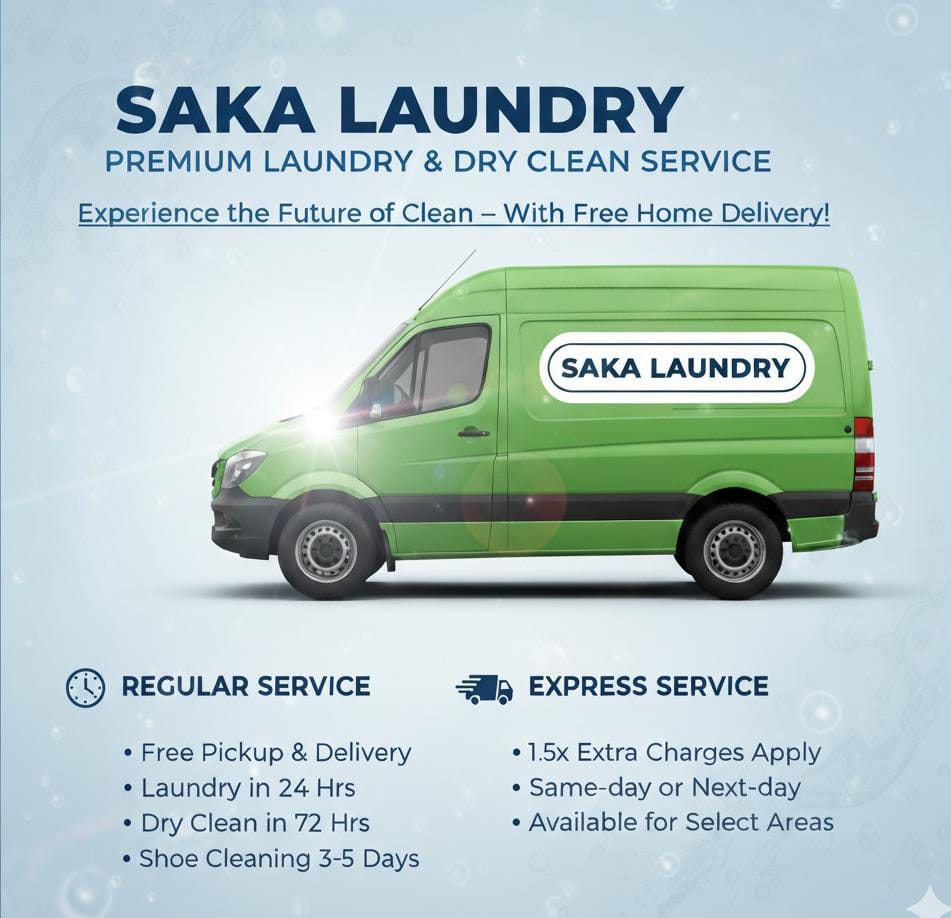 SAKA LAUNDRY
PREMIUM LAUNDRY & DRY CLEAN SERVICE
Experience the Future of Clean – With Free Home Delivery!
SAKA LAUNDRY
REGULAR SERVICE
• Free Pickup & Delivery
• Laundry in 24 Hrs
• Dry Clean in 72 Hrs
• Shoe Cleaning 3-5 Days
EXPRESS SERVICE
• 1.5x Extra Charges Apply
• Same-day or Next-day
• Available for Select Areas